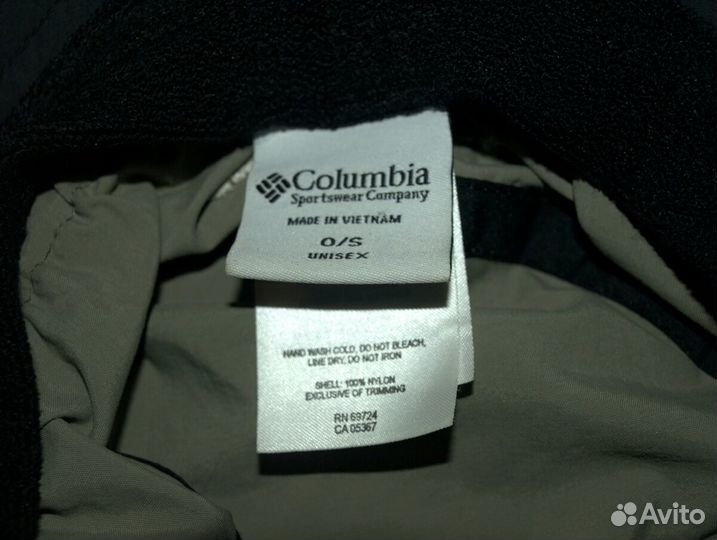 Columbia
Sportswear Company
MADE IN VIETNAM
O/S
UNISEX
HAND WASH COLD, DO NOT BLEACH,
LINE DRY, DO NOT IRON
SHELL: 100% NYLON
EXCLUSIVE OF TRIMMING
RN 69724
CA 05367
Avito